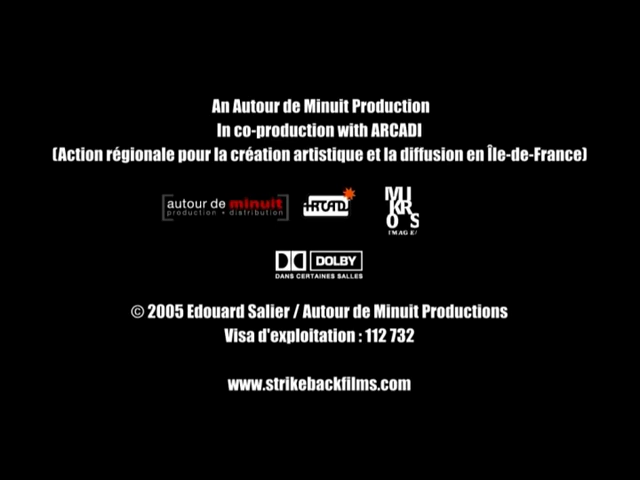 An Autour de Minuit Production
In co-production with ARCADI
(Action régionale pour la création artistique et la diffusion en Île-de-France)
[autour de minuit]
production • distribution
ARCADI
MIKROS
IMAGE/
DOLBY
DANS CERTAINES SALLES
© 2005 Edouard Salier / Autour de Minuit Productions
Visa d'exploitation : 112 732
www.strikebackfilms.com